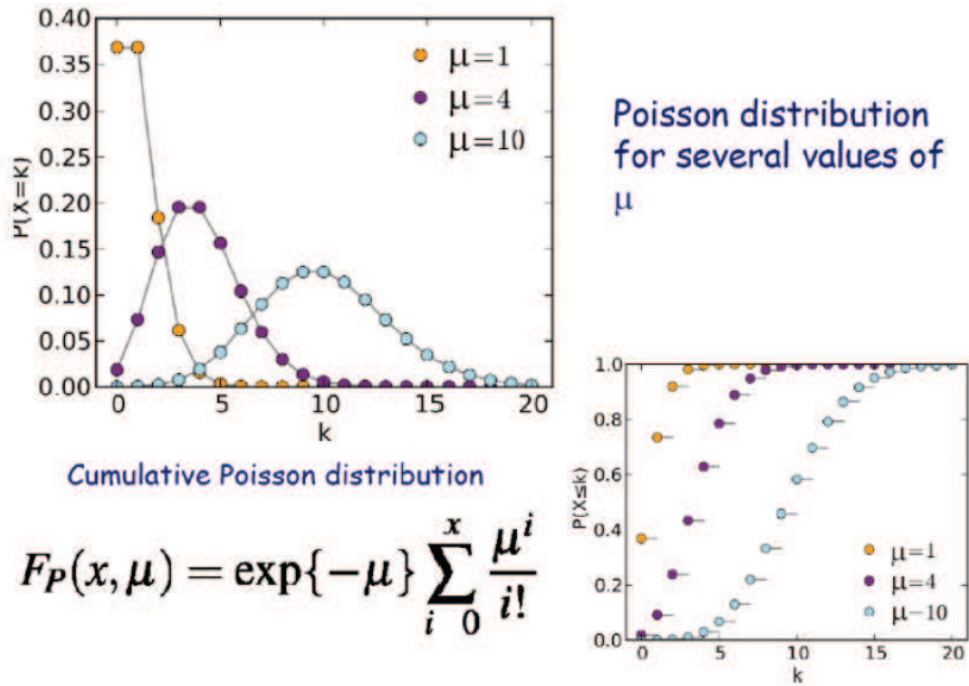 0.40
0.35
0.30
0.25
0.20
0.15
0.10
0.05
0.00
P(X=k)
μ=1
μ=4
μ=10
0 5 10 15 20
k
Poisson distribution
for several values of
μ
Cumulative Poisson distribution
F_P(x, μ) = exp{−μ} ∑ x i 0 μ^i / i!
1.0
0.8
0.6
0.4
0.2
0.0
P(X≤k)
μ=1
μ=4
μ−10
0 5 10 15 20
k